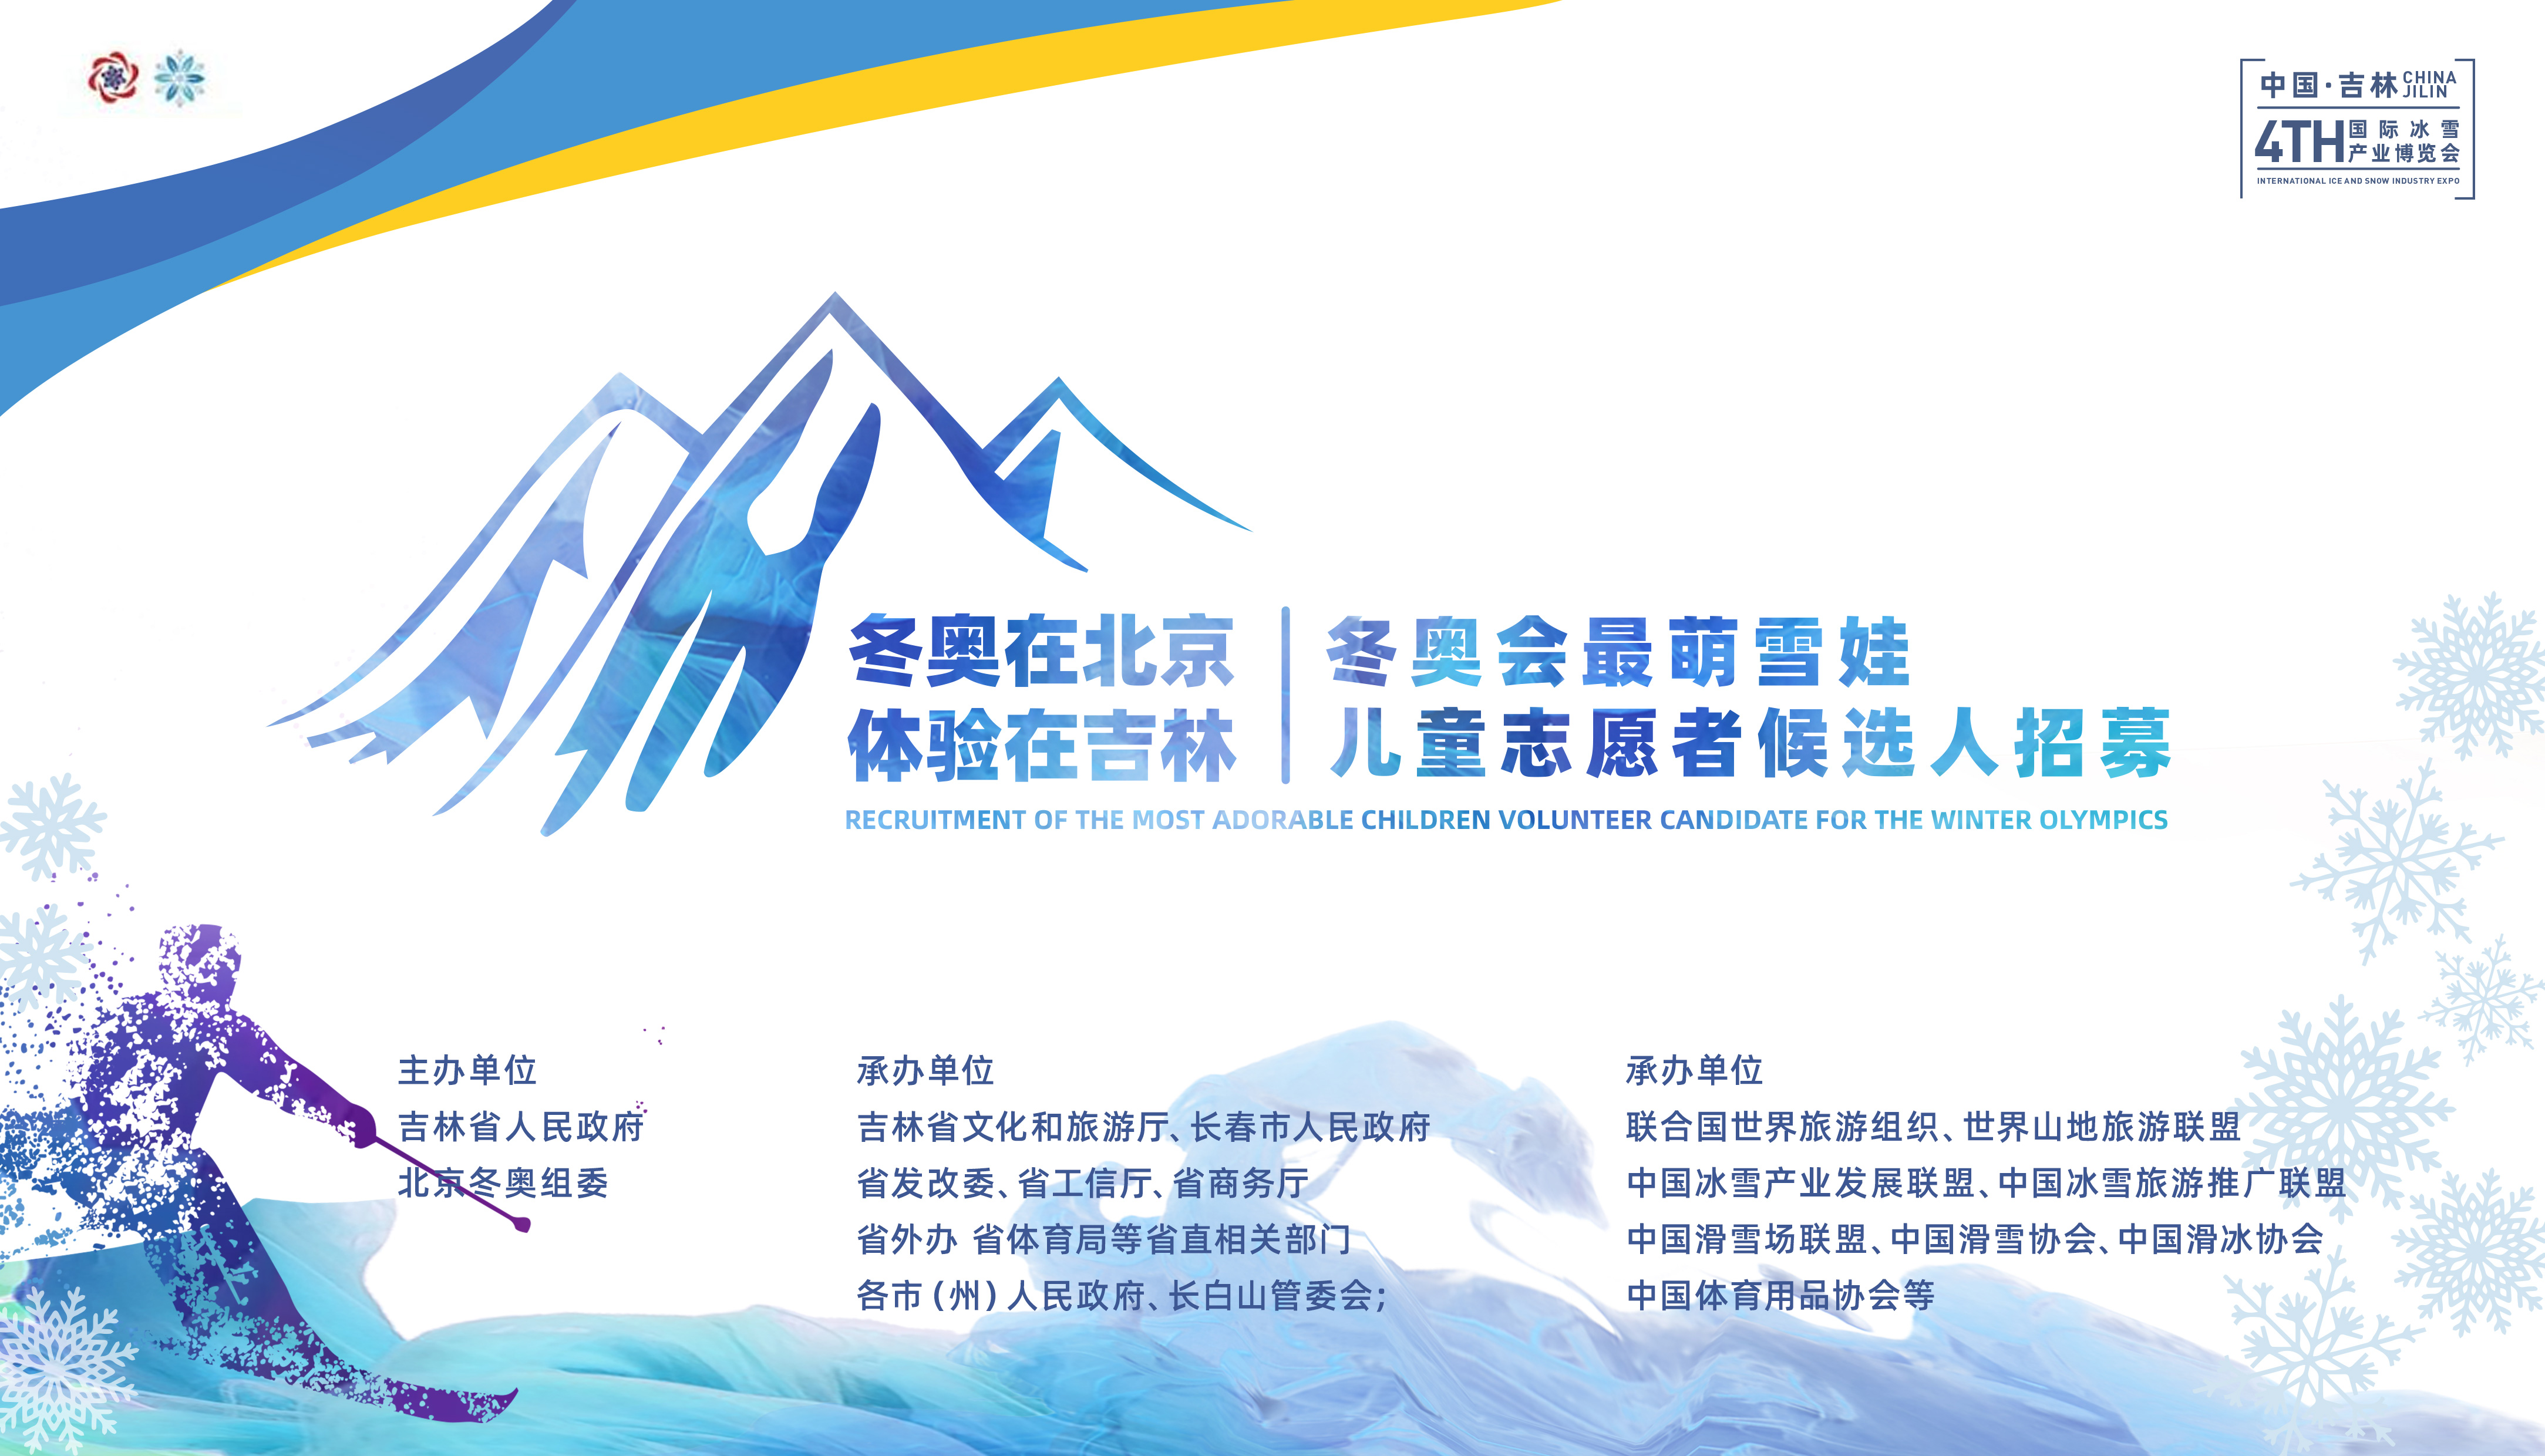 中国·吉林 CHINA JILIN
4TH 国际冰雪
产业博览会
INTERNATIONAL ICE AND SNOW INDUSTRY EXPO
冬奥在北京
体验在吉林
冬奥会最萌雪娃
儿童志愿者候选人招募
RECRUITMENT OF THE MOST ADORABLE CHILDREN VOLUNTEER CANDIDATE FOR THE WINTER OLYMPICS
主办单位
吉林省人民政府
北京冬奥组委
承办单位
吉林省文化和旅游厅、长春市人民政府
省发改委、省工信厅、省商务厅
省外办 省体育局等省直相关部门
各市(州)人民政府、长白山管委会;
承办单位
联合国世界旅游组织、世界山地旅游联盟
中国冰雪产业发展联盟、中国冰雪旅游推广联盟
中国滑雪场联盟、中国滑雪协会、中国滑冰协会
中国体育用品协会等